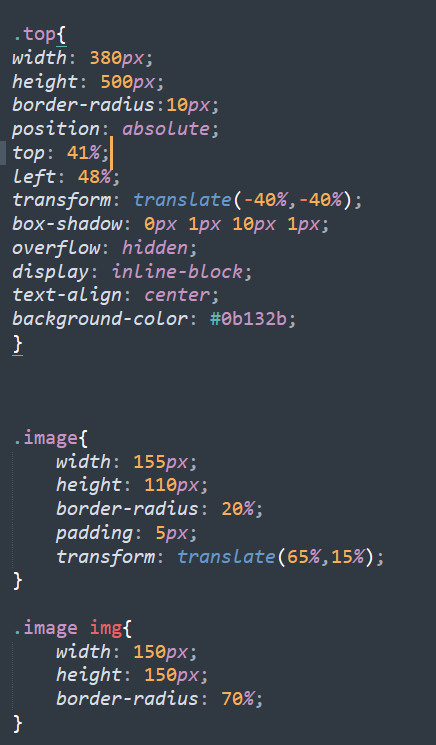 .top{
width: 380px;
height: 500px;
border-radius:10px;
position: absolute;
top: 41%;
left: 48%;
transform: translate(-40%,-40%);
box-shadow: 0px 1px 10px 1px;
overflow: hidden;
display: inline-block;
text-align: center;
background-color: #0b132b;
}
.image{
width: 155px;
height: 110px;
border-radius: 20%;
padding: 5px;
transform: translate(65%,15%);
}
.image img{
width: 150px;
height: 150px;
border-radius: 70%;
}